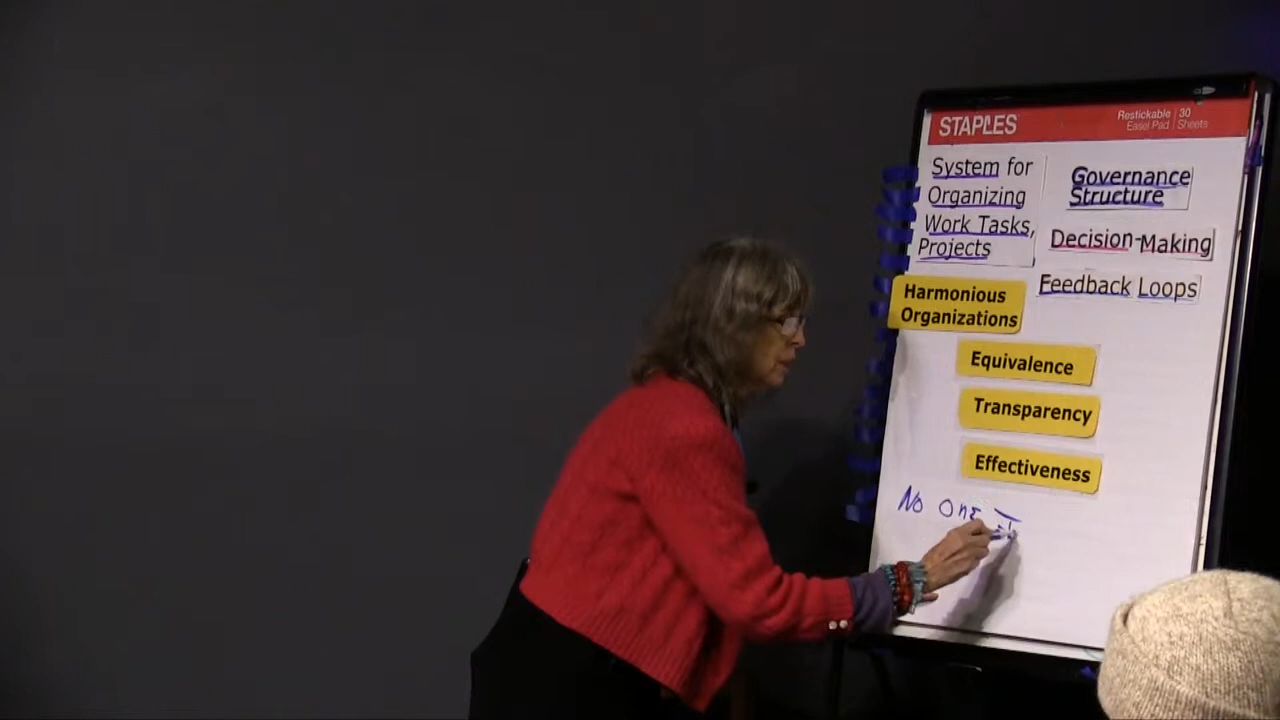 STAPLES
Restickable | 30
Easel Pad | Sheets
System for
Organizing
Work Tasks,
Projects
Governance
Structure
Decision-Making
Feedback Loops
Harmonious
Organizations
Equivalence
Transparency
Effectiveness
No One